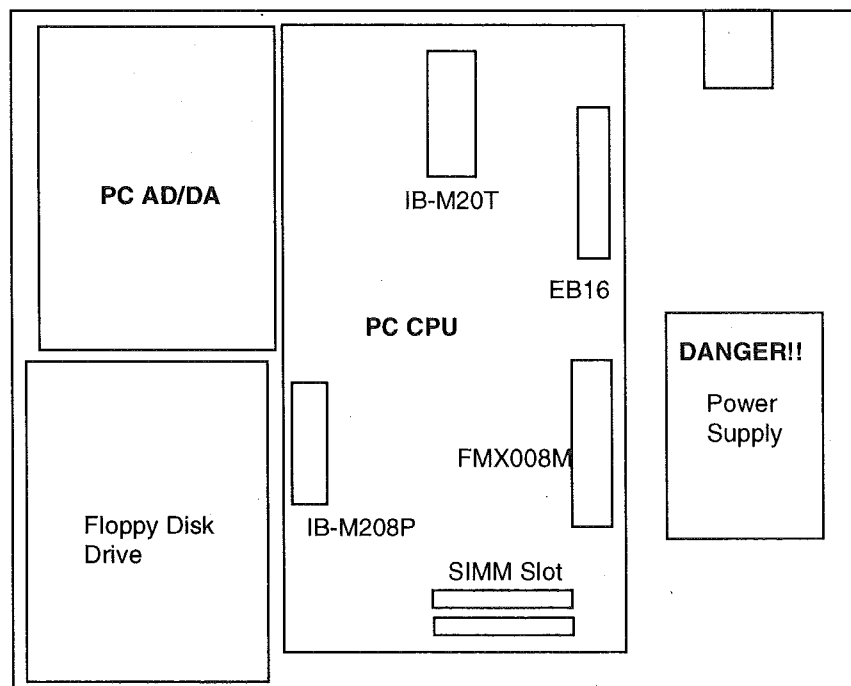 PC AD/DA
IB-M20T
EB16
PC CPU
DANGER!!
Power
Supply
FMX008M
IB-M208P
Floppy Disk
Drive
SIMM Slot